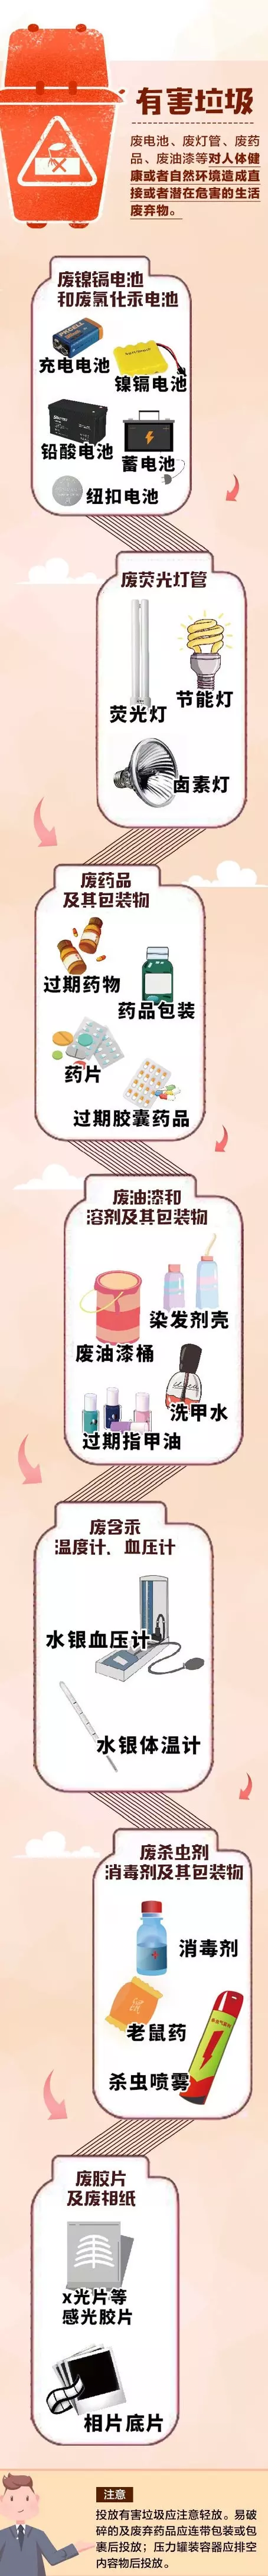 有害垃圾
废电池、废灯管、废药
品、废油漆等对人体健
康或者自然环境造成直
接或者潜在危害的生活
废弃物。
废镍镉电池
和废氧化汞电池
充电电池
镍镉电池
铅酸电池
蓄电池
纽扣电池
废荧光灯管
荧光灯
节能灯
卤素灯
废药品
及其包装物
过期药物
药品包装
药片
过期胶囊药品
废油漆和
溶剂及其包装物
染发剂壳
废油漆桶
洗甲水
过期指甲油
废含汞
温度计、血压计
水银血压计
水银体温计
废杀虫剂
消毒剂及其包装物
消毒剂
老鼠药
杀虫喷雾
废胶片
及废相纸
x光片等
感光胶片
相片底片
注意
投放有害垃圾应注意轻放。易破
碎的及废弃药品应连带包装或包
裹后投放；压力罐装容器应排空
内容物后投放。